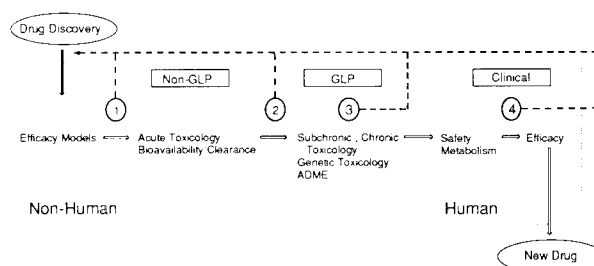 Drug Discovery
Non-GLP
GLP
Clinical
1
2
3
4
Efficacy Models
Acute Toxicology
Bioavailability Clearance
Subchronic, Chronic
Toxicology
Genetic Toxicology
ADME
Safety
Metabolism
Efficacy
Non-Human
Human
New Drug